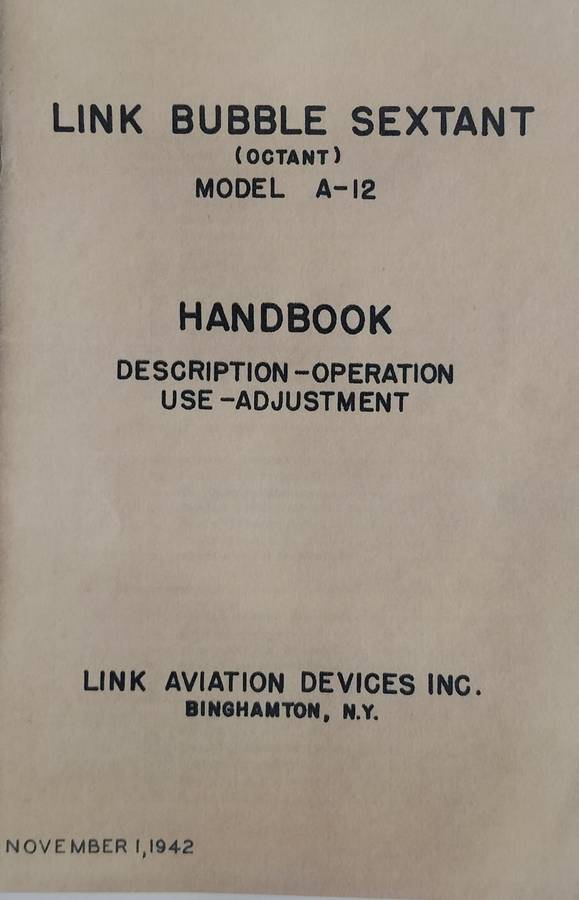 LINK BUBBLE SEXTANT
(OCTANT)
MODEL A-12
HANDBOOK
DESCRIPTION-OPERATION
USE-ADJUSTMENT
LINK AVIATION DEVICES INC.
BINGHAMTON, N.Y.
NOVEMBER 1,1942